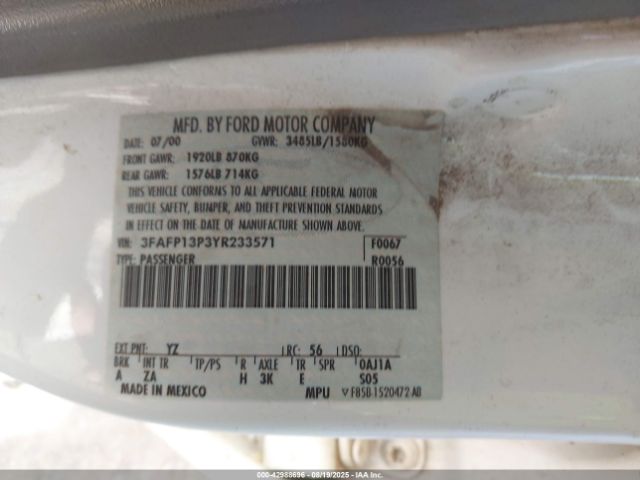 MFD. BY FORD MOTOR COMPANY
DATE: 07/00 GVWR: 3485LB/1580KG
FRONT GAWR: 1920LB 870KG
REAR GAWR: 1576LB 714KG
THIS VEHICLE CONFORMS TO ALL APPLICABLE FEDERAL MOTOR
VEHICLE SAFETY, BUMPER, AND THEFT PREVENTION STANDARDS
IN EFFECT ON THE DATE OF MANUFACTURE SHOWN ABOVE.
VIN: 3FAFP13P3YR233571 F0067
TYPE: PASSENGER R0056
EXT PNT: YZ RC: 56 DSO:
BRK INT TR TP/PS R AXLE TR SPR 0AJ1A
A ZA H 3K E S05
MADE IN MEXICO MPU V F85B-1520472-AB
000-42988696 - 08/19/2025 - IAA Inc.